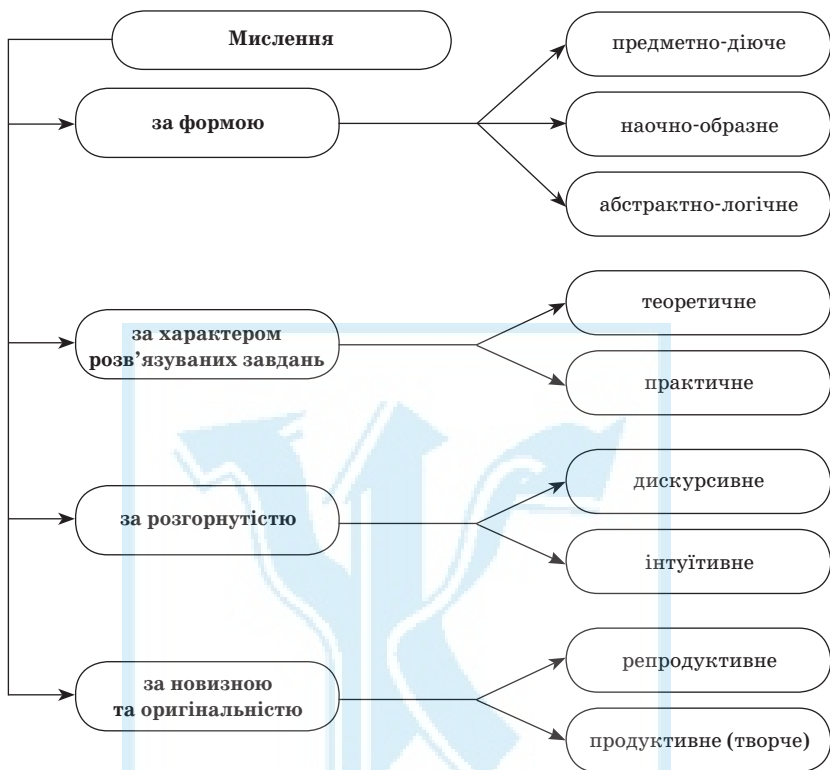 Мислення
за формою
предметно-діюче
наочно-образне
абстрактно-логічне
за характером
розв’язуваних завдань
теоретичне
практичне
за розгорнутістю
дискурсивне
інтуїтивне
за новизною
та оригінальністю
репродуктивне
продуктивне (творче)